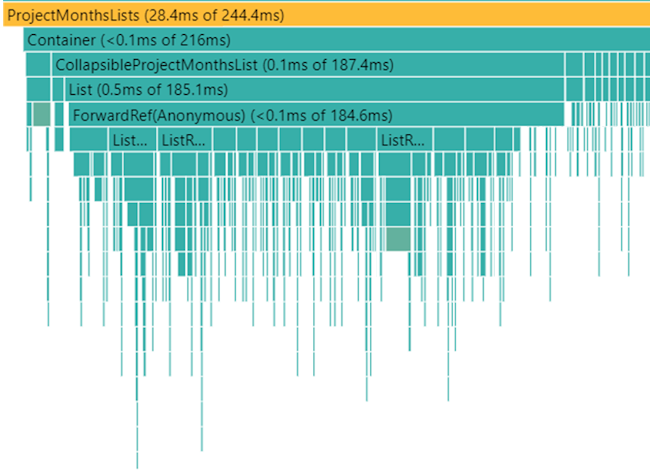 ProjectMonthsLists (28.4ms of 244.4ms)
Container (<0.1ms of 216ms)
CollapsibleProjectMonthsList (0.1ms of 187.4ms)
List (0.5ms of 185.1ms)
ForwardRef(Anonymous) (<0.1ms of 184.6ms)
List... ListR... ListR...